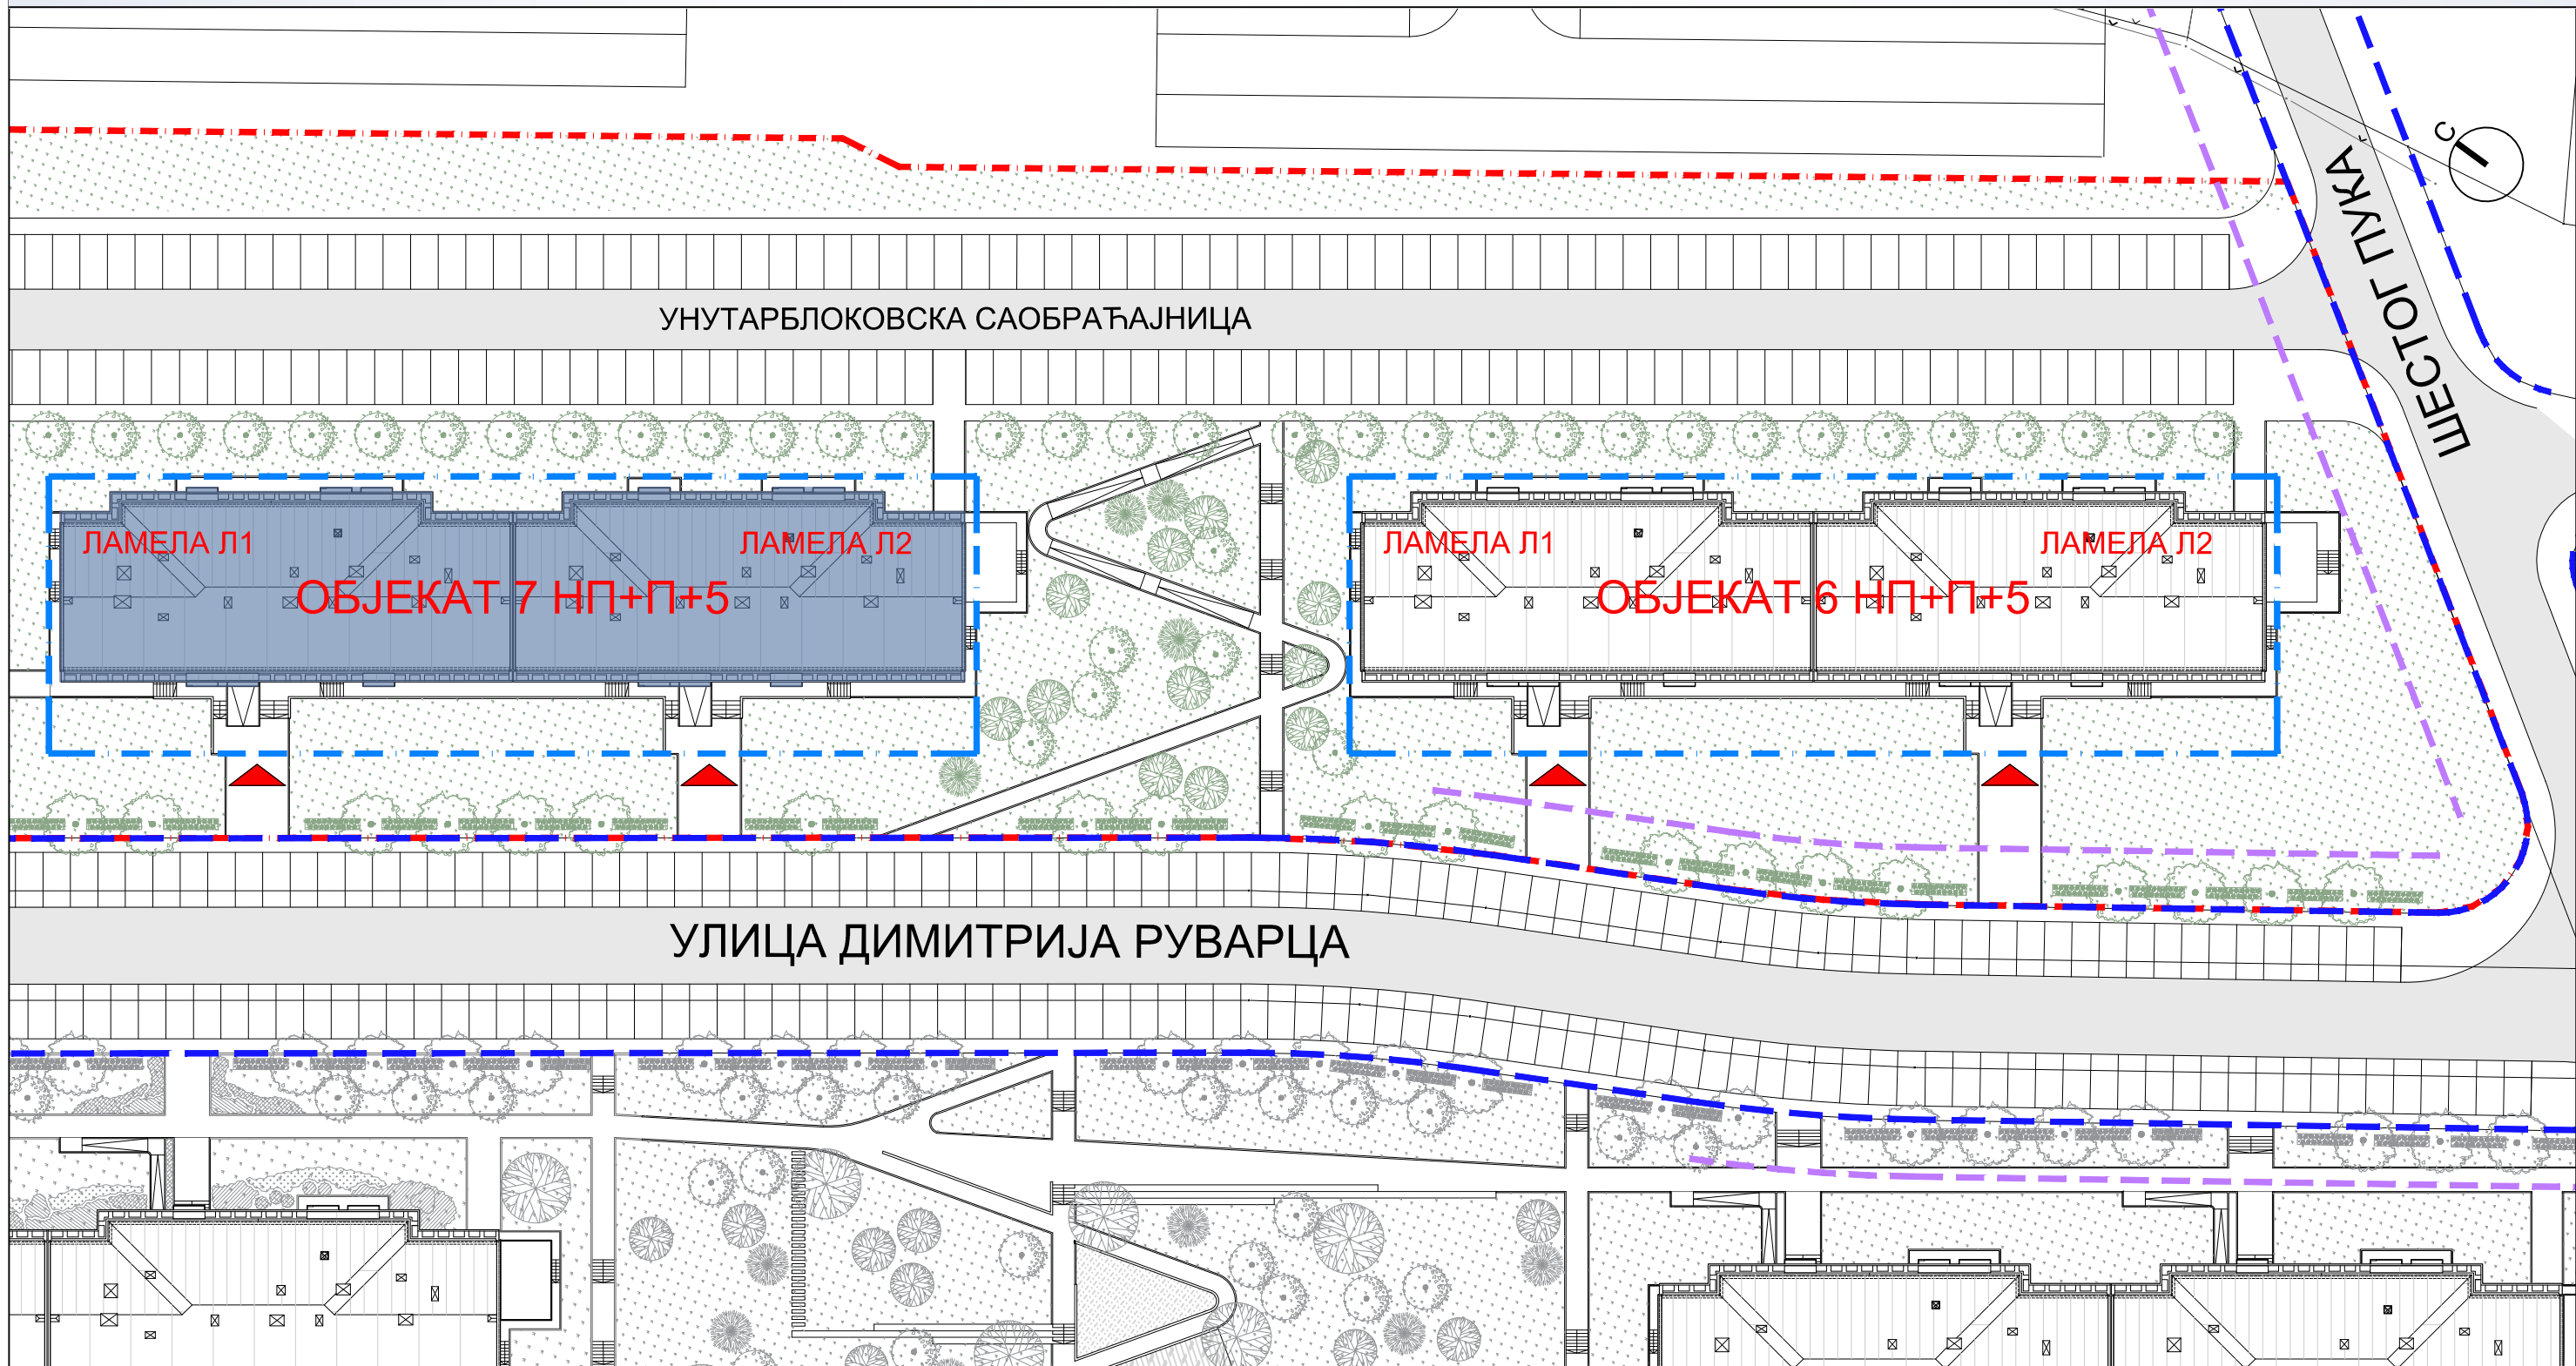 С
ШЕСТОГ ПУКА
УНУТАРБЛОКОВСКА САОБРАЋАЈНИЦА
ЛАМЕЛА Л1
ЛАМЕЛА Л2
ОБЈЕКАТ 7 НП+П+5
ЛАМЕЛА Л1
ЛАМЕЛА Л2
ОБЈЕКАТ 6 НП+П+5
УЛИЦА ДИМИТРИЈА РУВАРЦА